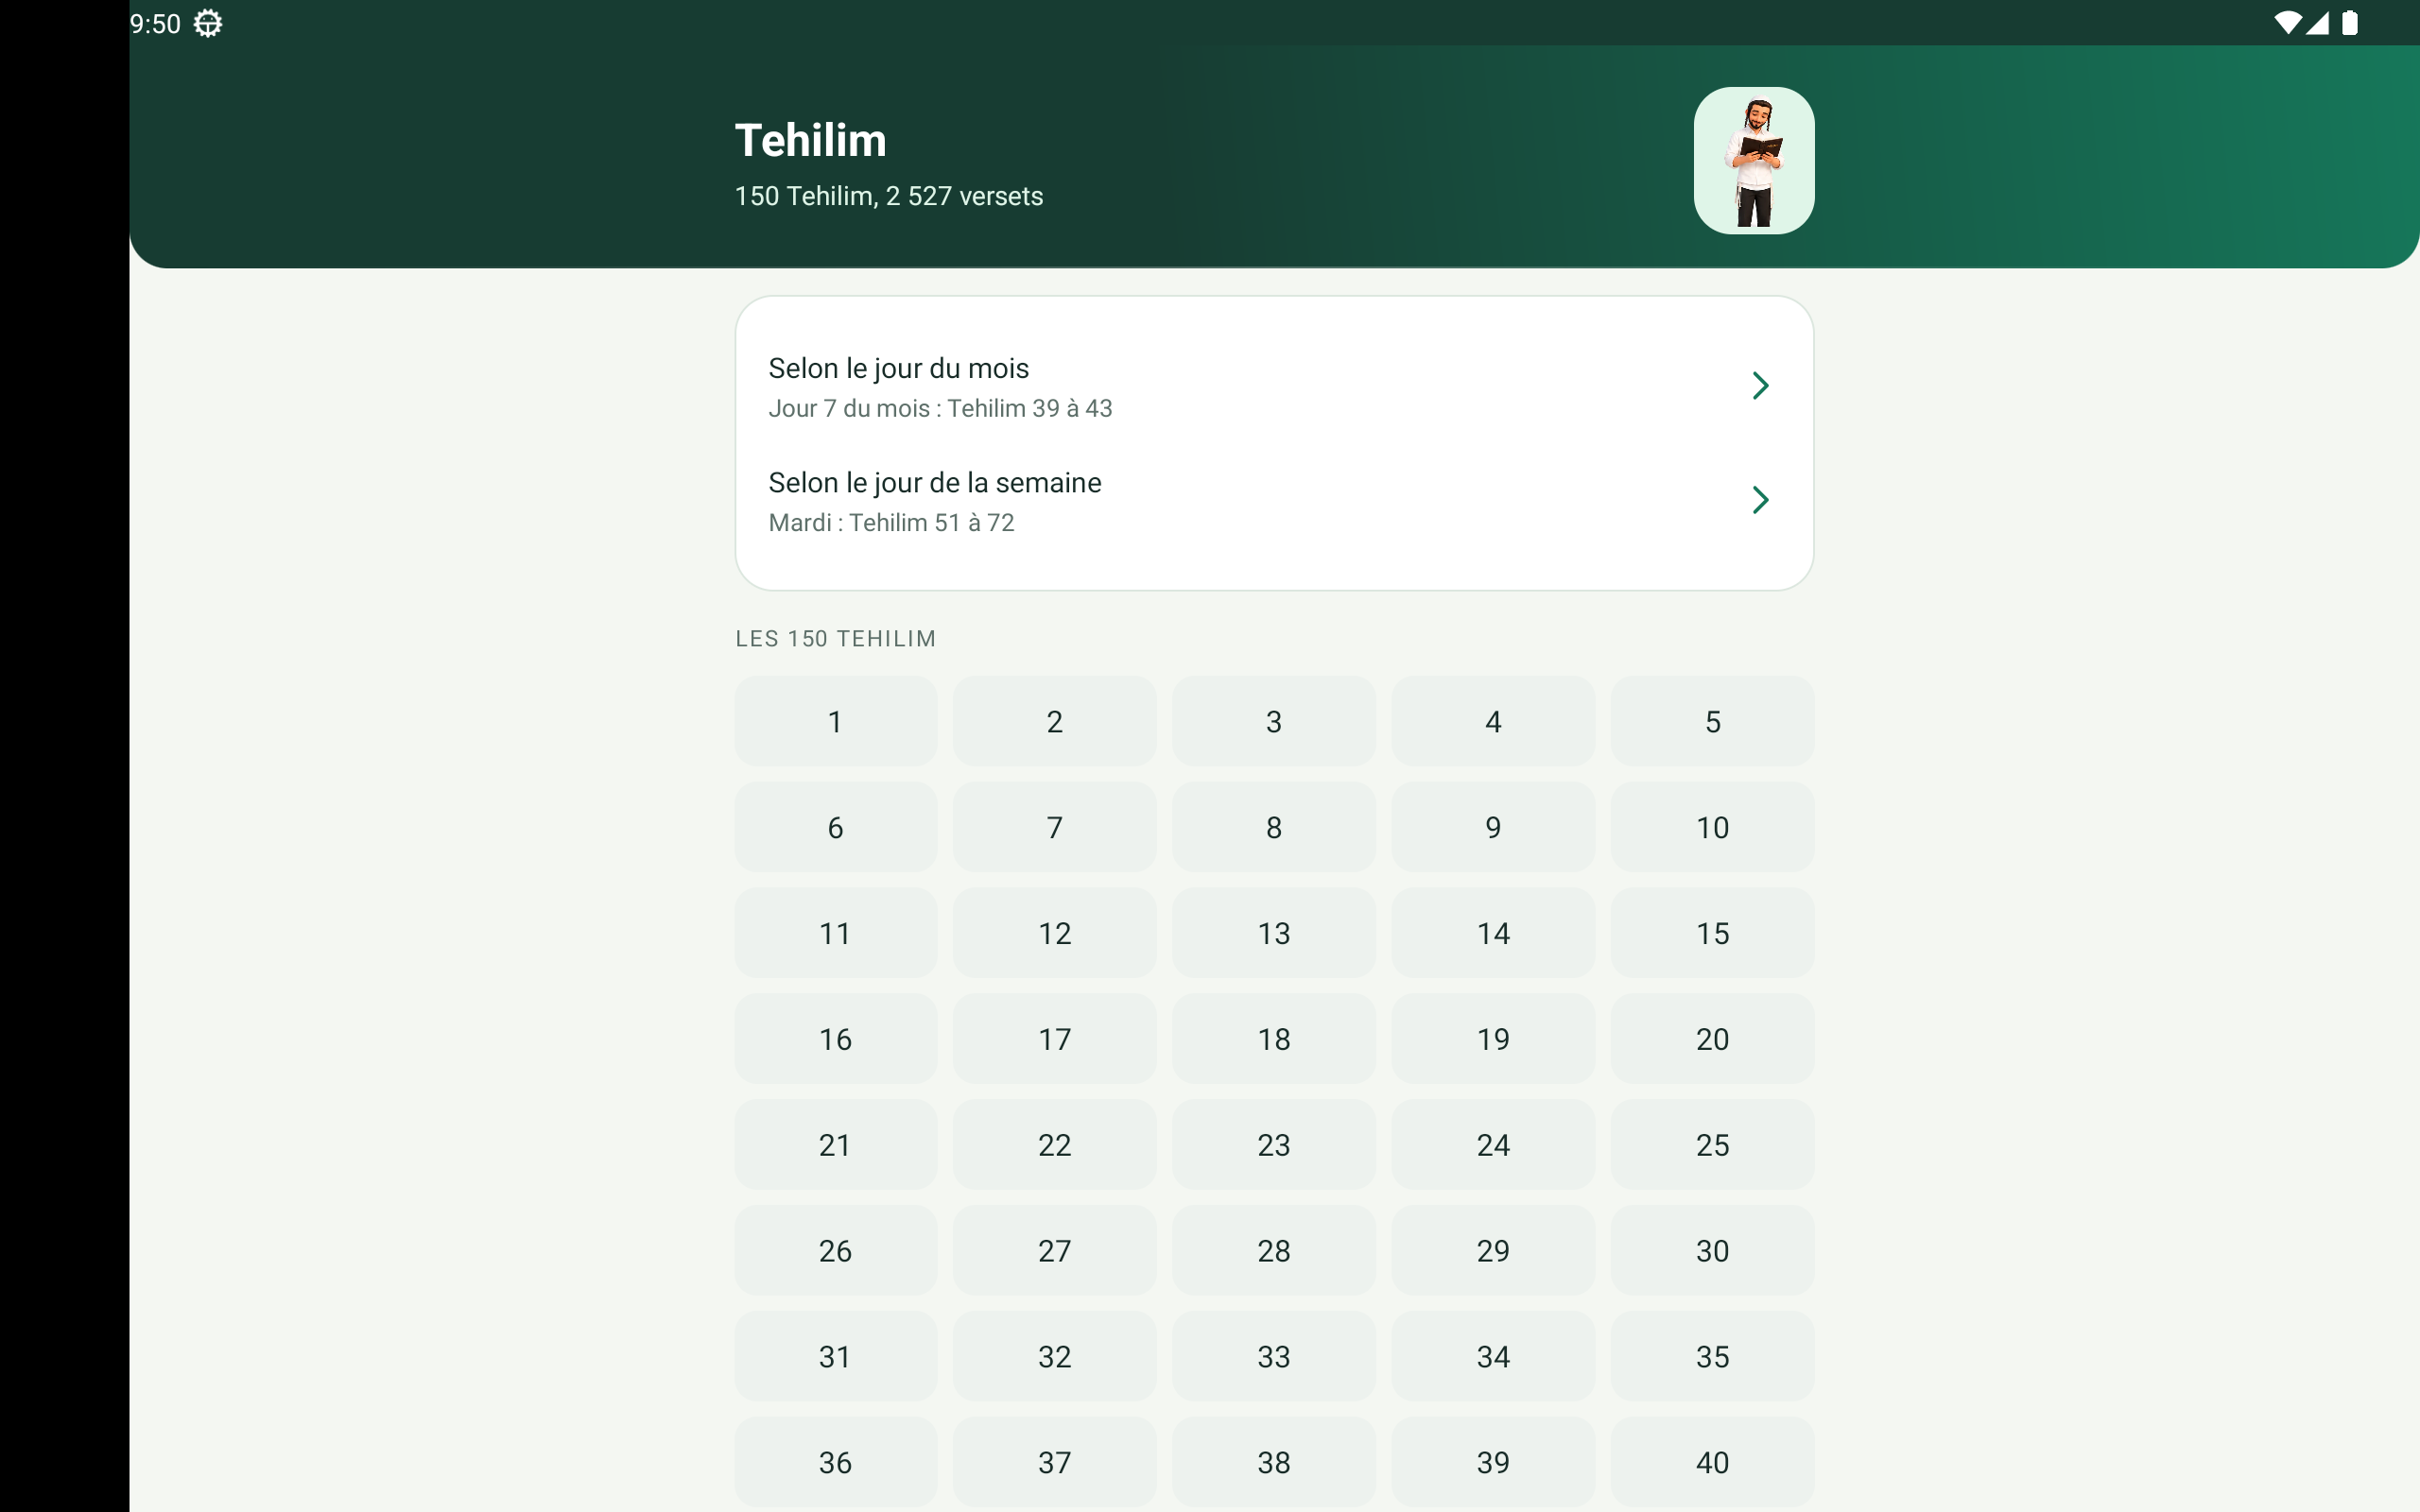 9:50
Tehilim
150 Tehilim, 2 527 versets
Selon le jour du mois
Jour 7 du mois : Tehilim 39 à 43
Selon le jour de la semaine
Mardi : Tehilim 51 à 72
LES 150 TEHILIM
1 2 3 4 5
6 7 8 9 10
11 12 13 14 15
16 17 18 19 20
21 22 23 24 25
26 27 28 29 30
31 32 33 34 35
36 37 38 39 40